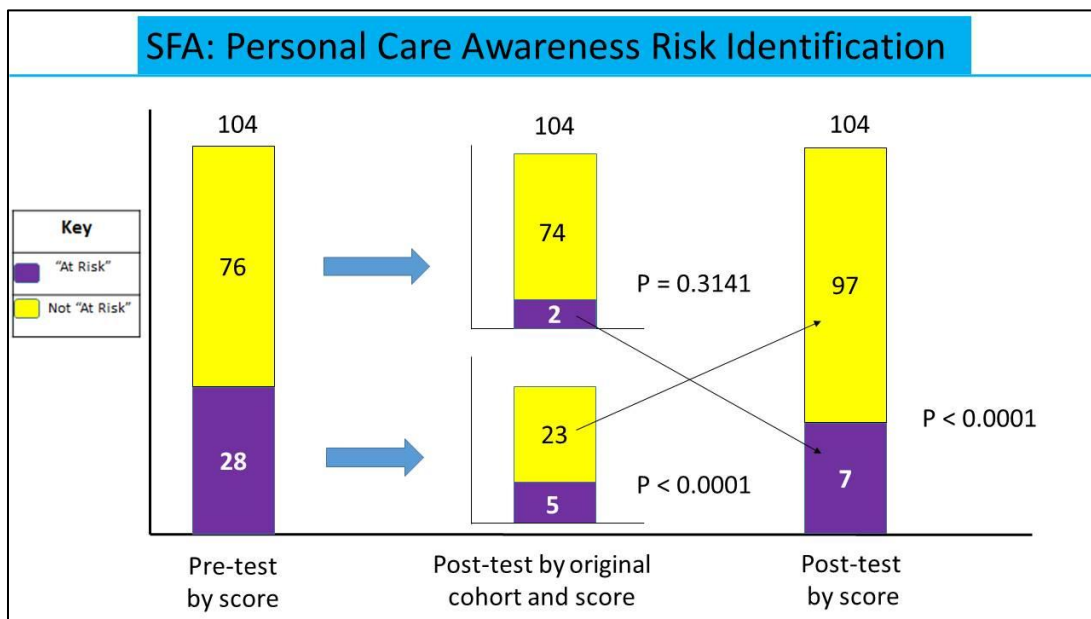 SFA: Personal Care Awareness Risk Identification
104
104
104
Key
"At Risk"
Not "At Risk"
76
28
74
2
P = 0.3141
23
5
P < 0.0001
97
7
P < 0.0001
Pre-test
by score
Post-test by original
cohort and score
Post-test
by score